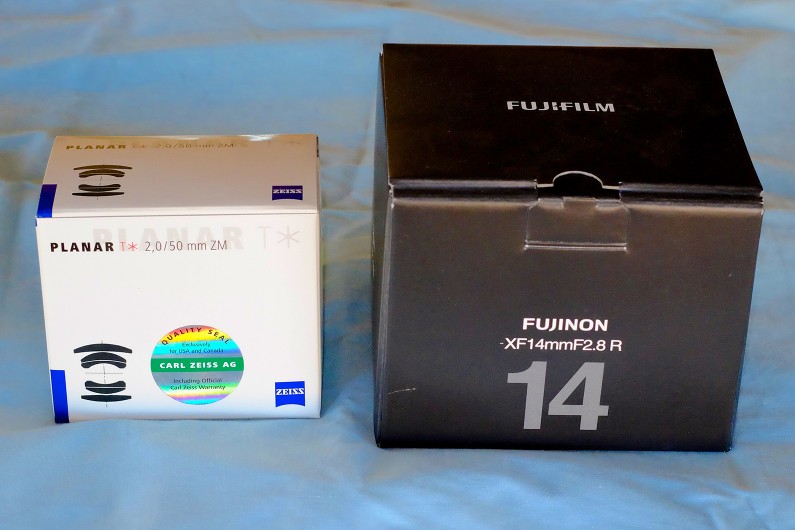 PLANAR T* 2,0/50 mm ZM
ZEISS
PLANAR T*
PLANAR T* 2,0/50 mm ZM
QUALITY SEAL
Exclusively
for USA and Canada
CARL ZEISS AG
Including Official
Carl Zeiss Warranty
ZEISS
FUJIFILM
FUJINON
XF14mmF2.8 R
14